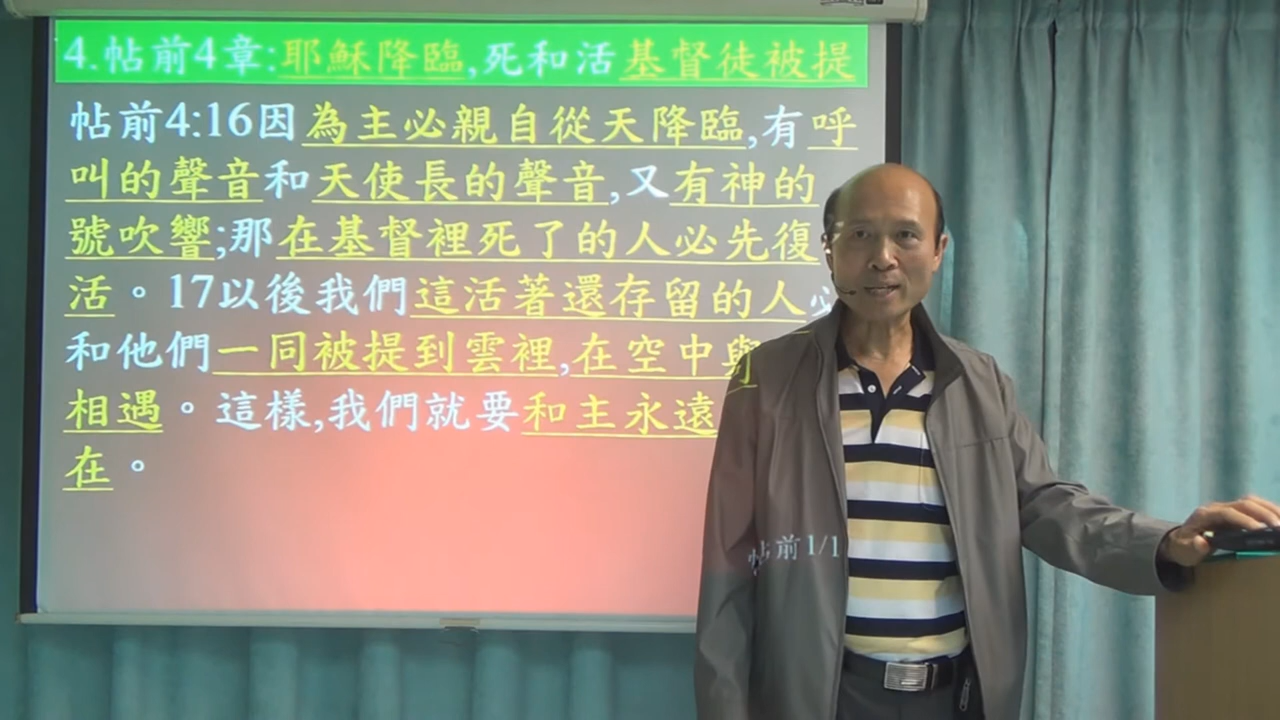 4.帖前4章:耶穌降臨,死和活基督徒被提
帖前4:16因為主必親自從天降臨,有呼
叫的聲音和天使長的聲音,又有神的
號吹響;那在基督裡死了的人必先復
活。17以後我們這活著還存留的人必
和他們一同被提到雲裡,在空中與
相遇。這樣,我們就要和主永遠
在。
帖前1/1